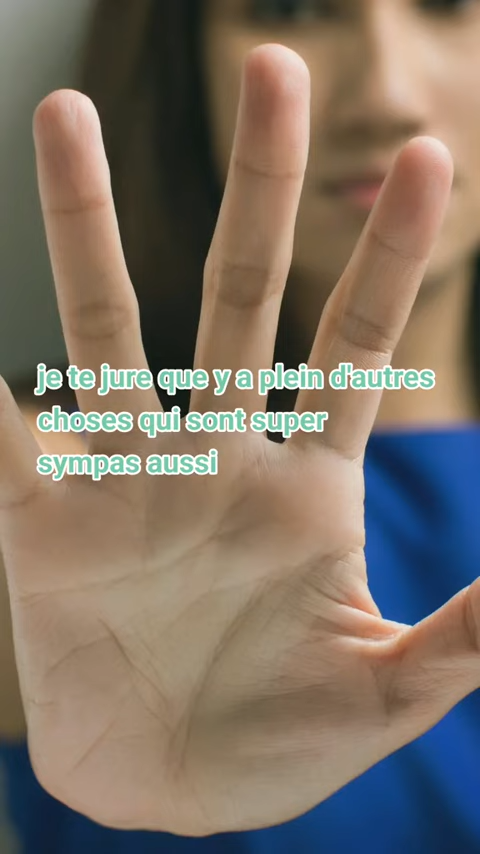 je te jure que y a plein d'autres
choses qui sont super
sympas aussi